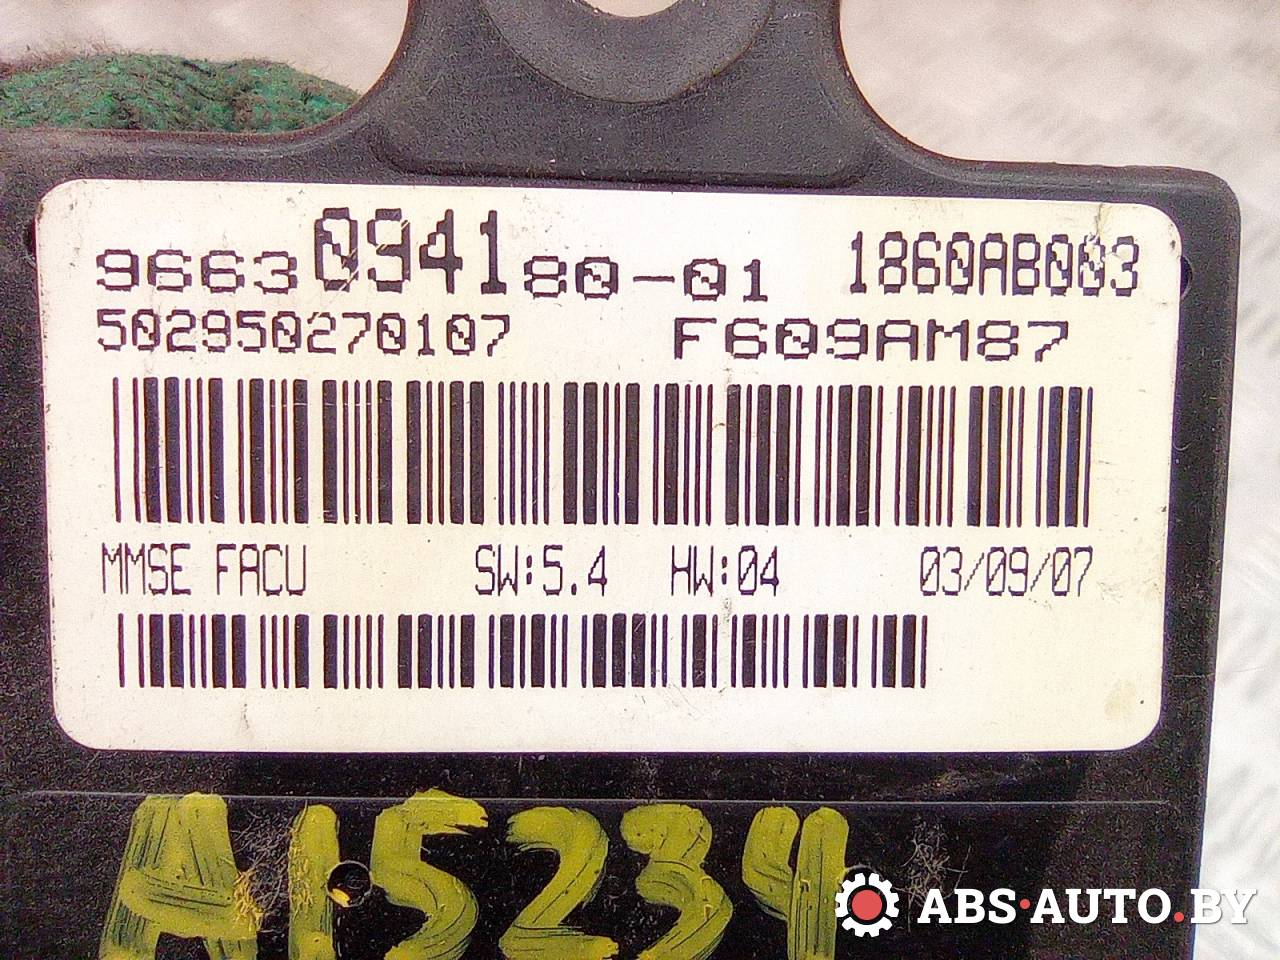 9663094180-01 1860AB003
502950270107 F609AM87
MMSE FACU SW:5.4 HW:04 03/09/07
A15234
ABS·AUTO.BY